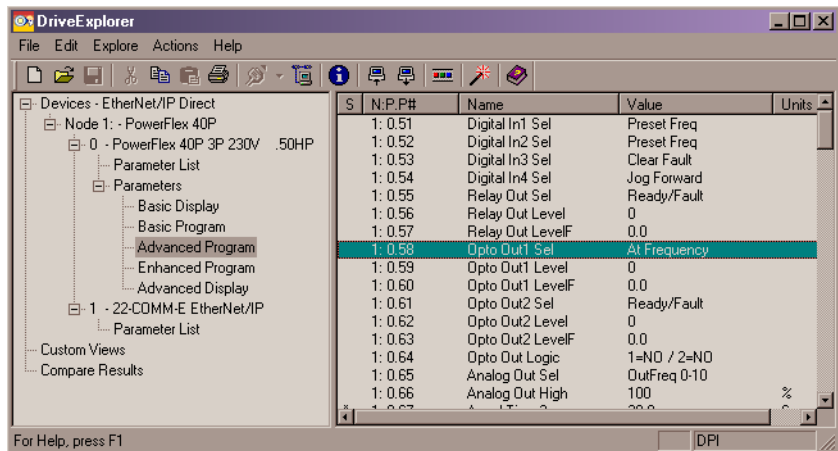 DriveExplorer
File Edit Explore Actions Help
Devices - EtherNet/IP Direct
Node 1: - PowerFlex 40P
0 - PowerFlex 40P 3P 230V .50HP
Parameter List
Parameters
Basic Display
Basic Program
Advanced Program
Enhanced Program
Advanced Display
1 - 22-COMM-E EtherNet/IP
Parameter List
Custom Views
Compare Results
S N:P.P# Name Value Units
1: 0.51 Digital In1 Sel Preset Freq
1: 0.52 Digital In2 Sel Preset Freq
1: 0.53 Digital In3 Sel Clear Fault
1: 0.54 Digital In4 Sel Jog Forward
1: 0.55 Relay Out Sel Ready/Fault
1: 0.56 Relay Out Level 0
1: 0.57 Relay Out LevelF 0.0
1: 0.58 Opto Out1 Sel At Frequency
1: 0.59 Opto Out1 Level 0
1: 0.60 Opto Out1 LevelF 0.0
1: 0.61 Opto Out2 Sel Ready/Fault
1: 0.62 Opto Out2 Level 0
1: 0.63 Opto Out2 LevelF 0.0
1: 0.64 Opto Out Logic 1=NO / 2=NO
1: 0.65 Analog Out Sel OutFreq 0-10
1: 0.66 Analog Out High 100 %
For Help, press F1
DPI